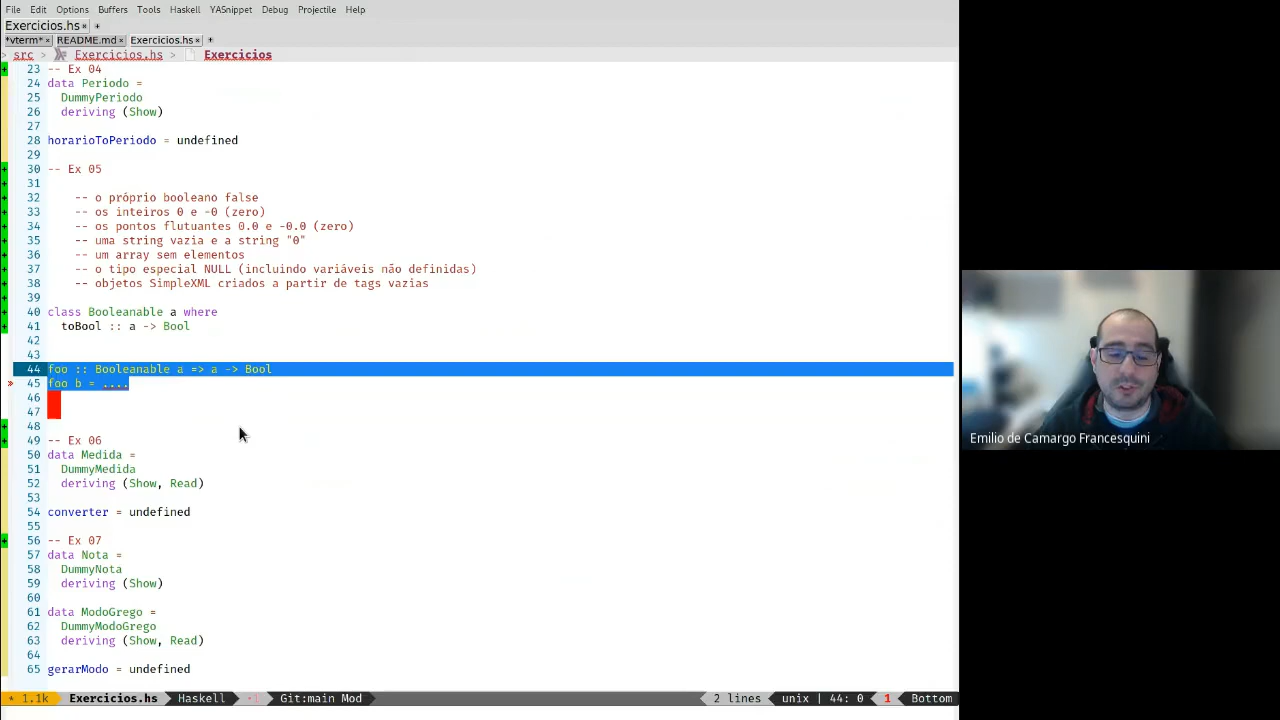 File Edit Options Buffers Tools Haskell YASnippet Debug Projectile Help
Exercicios.hs× +
*vterm*× README.md× Exercicios.hs× +
> src > Exercicios.hs > Exercicios
23 -- Ex 04
24 data Periodo =
25 DummyPeriodo
26 deriving (Show)
27
28 horarioToPeriodo = undefined
29
30 -- Ex 05
31
32 -- o próprio booleano false
33 -- os inteiros 0 e -0 (zero)
34 -- os pontos flutuantes 0.0 e -0.0 (zero)
35 -- uma string vazia e a string "0"
36 -- um array sem elementos
37 -- o tipo especial NULL (incluindo variáveis não definidas)
38 -- objetos SimpleXML criados a partir de tags vazias
39
40 class Booleanable a where
41 toBool :: a -> Bool
42
43
44 foo :: Booleanable a => a -> Bool
45 foo b = ....
46
47
48
49 -- Ex 06
50 data Medida =
51 DummyMedida
52 deriving (Show, Read)
53
54 converter = undefined
55
56 -- Ex 07
57 data Nota =
58 DummyNota
59 deriving (Show)
60
61 data ModoGrego =
62 DummyModoGrego
63 deriving (Show, Read)
64
65 gerarModo = undefined
* 1.1k Exercicios.hs Haskell Git:main Mod 2 lines unix | 44: 0 1 Bottom
Emilio de Camargo Francesquini